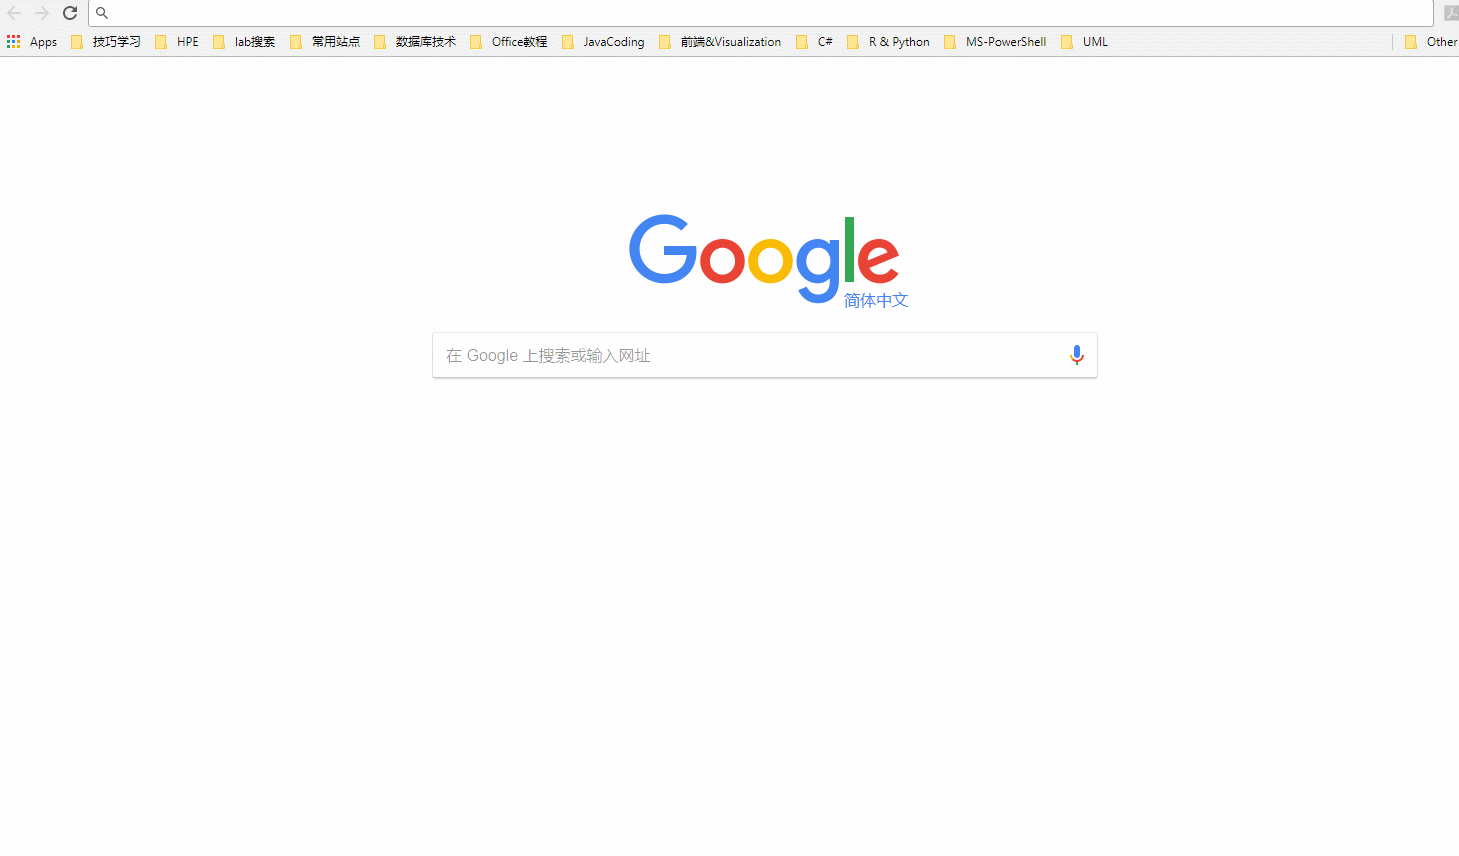 Apps 技巧学习 HPE lab搜索 常用站点 数据库技术 Office教程 JavaCoding 前端&Visualization C# R & Python MS-PowerShell UML Other
Google
简体中文
在 Google 上搜索或输入网址